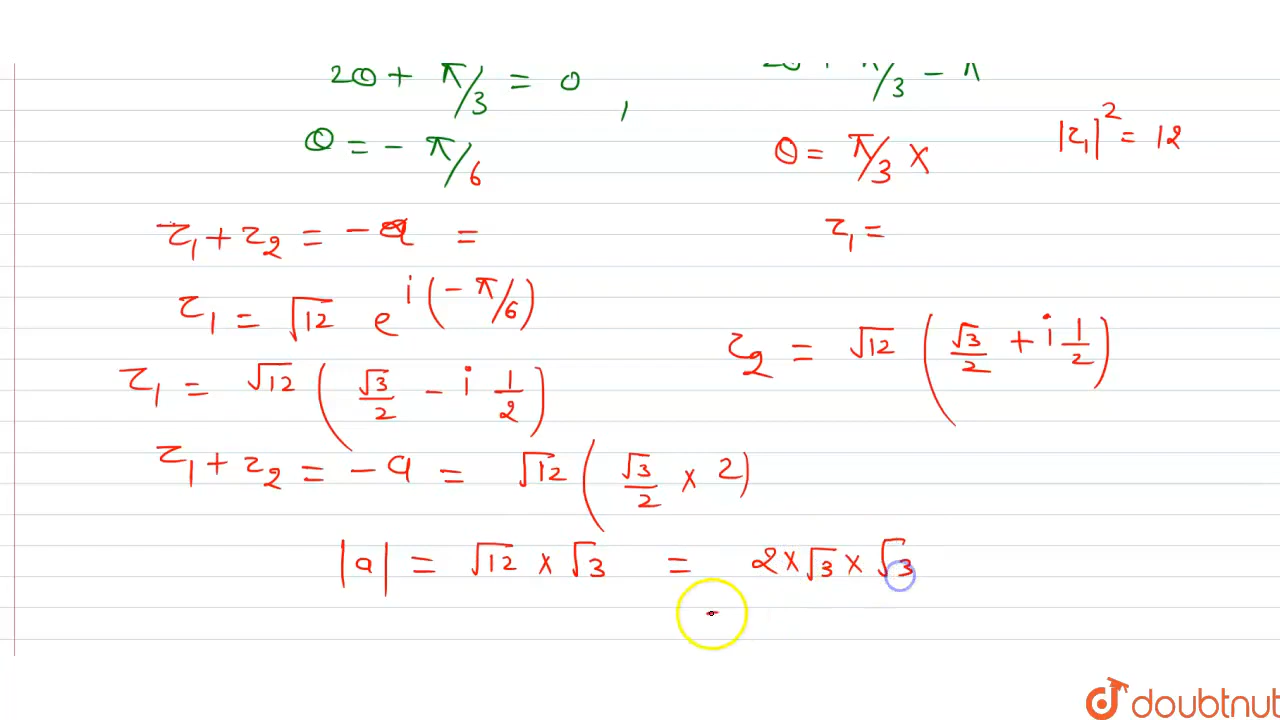 2θ + π/3 = 0 ,
θ = - π/6
θ = π/3 ×
|z₁|² = 12
z₁ + z₂ = - a =
z₁ =
z₁ = √12 e^{i(-π/6)}
z₂ = √12 (√3/2 + i 1/2)
z₁ = √12 (√3/2 - i 1/2)
z₁ + z₂ = - a = √12 (√3/2 × 2)
|a| = √12 × √3 = 2 × √3 × √3
doubtnut